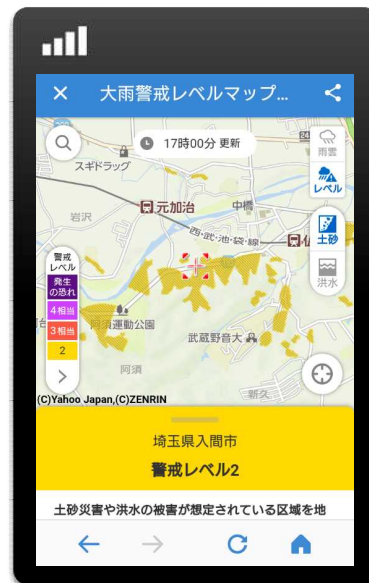 大雨警戒レベルマップ...
17時00分 更新
雨雲
レベル
土砂
洪水
スギドラッグ
元加治
中橋
岩沢
西・武・池・袋・線
仏
警戒
レベル
発生
の恐れ
4相当
3相当
2
阿須運動公園
武蔵野音大
阿須
新久
(C)Yahoo Japan,(C)ZENRIN
埼玉県入間市
警戒レベル2
土砂災害や洪水の被害が想定されている区域を地